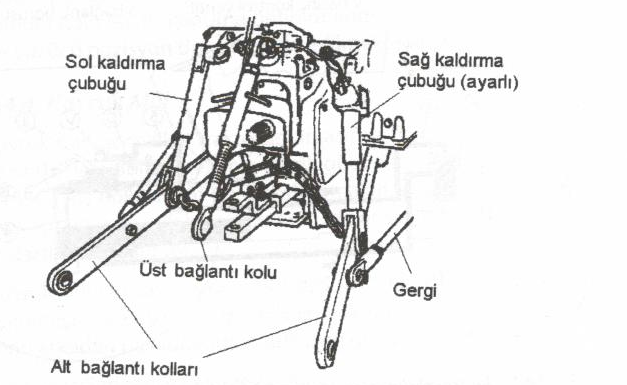 Sol kaldırma
çubuğu
Sağ kaldırma
çubuğu (ayarlı)
Üst bağlantı kolu
Gergi
Alt bağlantı kolları